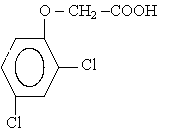 O – CH₂ – COOH
Cl
Cl